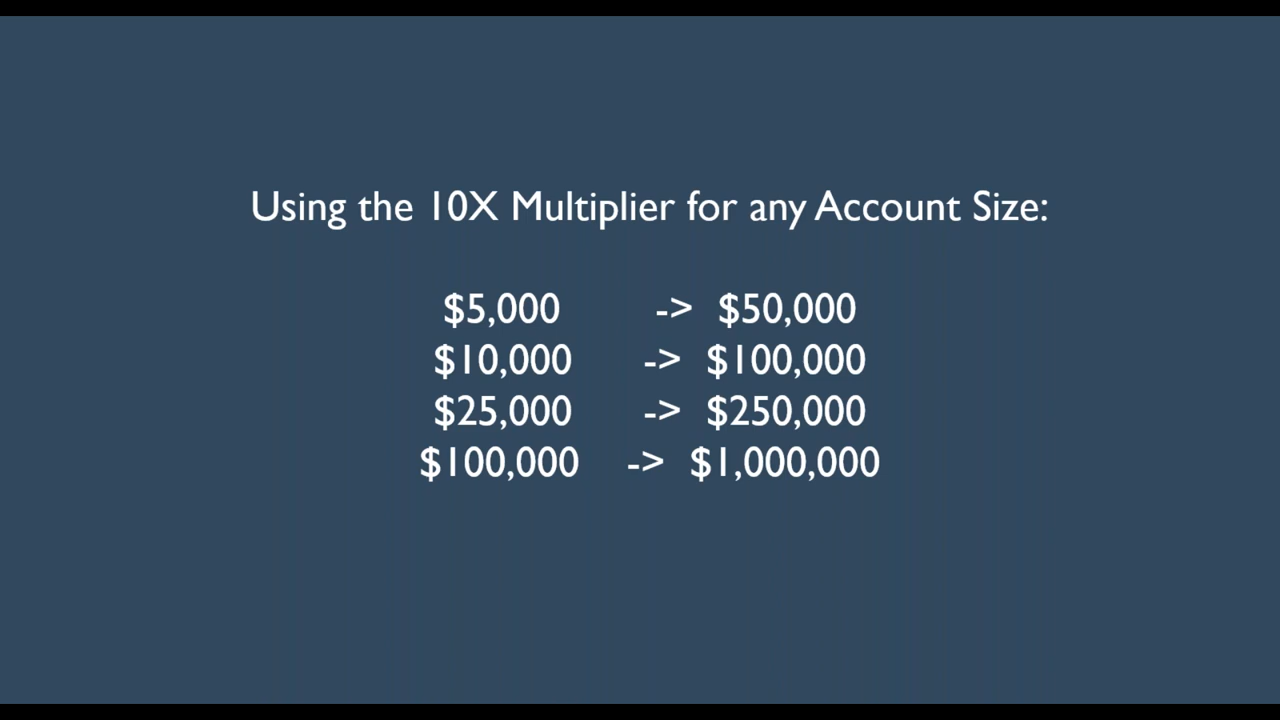 Using the 10X Multiplier for any Account Size:
$5,000 -> $50,000
$10,000 -> $100,000
$25,000 -> $250,000
$100,000 -> $1,000,000